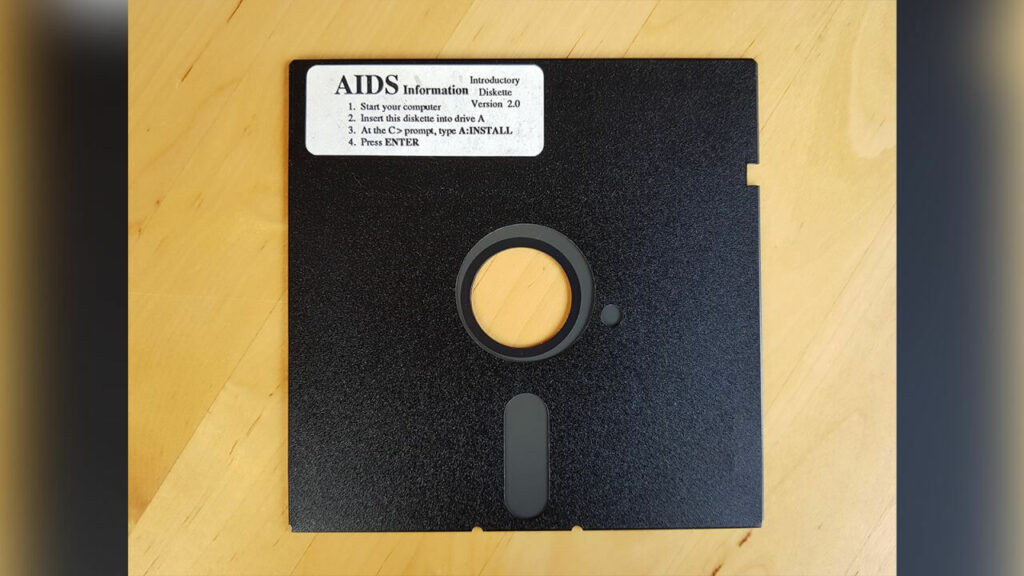 AIDS Information Introductory
Diskette
Version 2.0
1. Start your computer
2. Insert this diskette into drive A
3. At the C> prompt, type A:INSTALL
4. Press ENTER